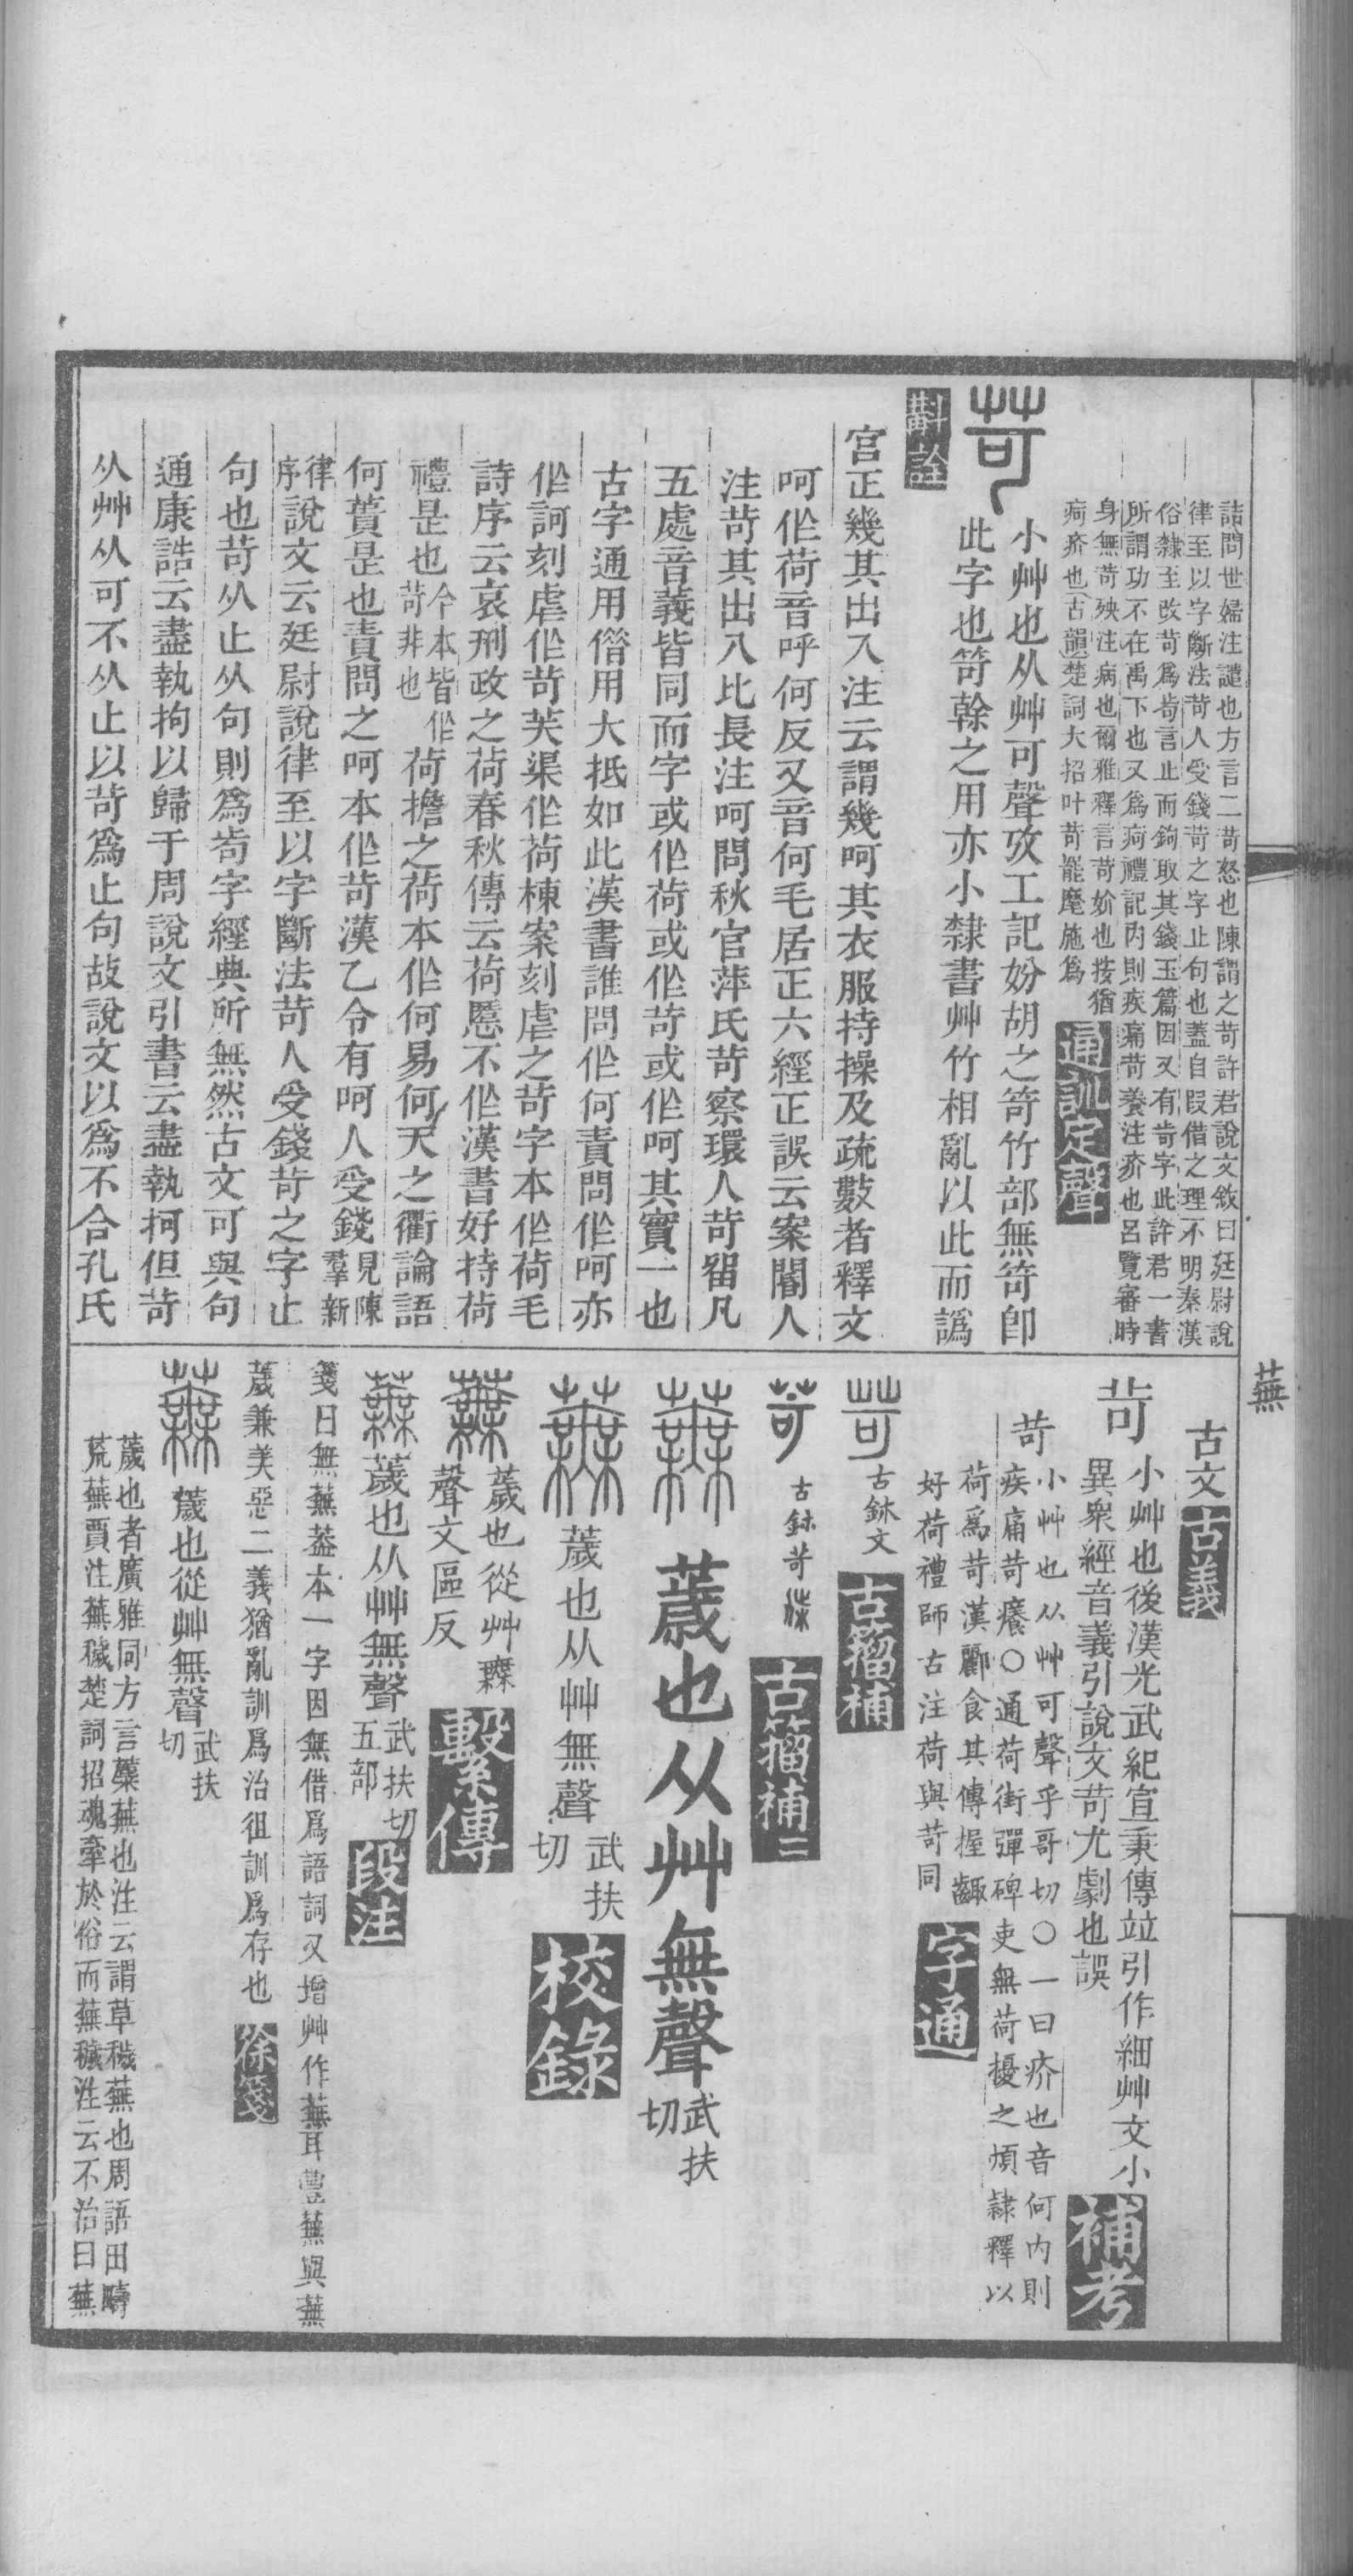 詰問世婦注譴也方言二苛怒也陳謂之苛許君說文敘曰廷尉說
律至以字斷法苛人受錢苛之字止句也蓋自叚借之理不明秦漢
俗隸至改苛爲岢言止而鉤取其錢玉篇因又有岢字此許君一書
所謂功不在禹下也又爲疴禮記內則疾痛苛養注疥也呂覽審時
身無苛殃注病也爾雅釋言苛妎也按猶
疴疥也古韻楚詞大招叶苛罷麾施爲
通訓定聲
苛
小艸也从艸可聲攷工記妢胡之笴竹部無笴卽
此字也笴榦之用亦小隸書艸竹相亂以此而譌
斠詮
宮正幾其出入注云謂幾呵其衣服持操及疏數者釋文
呵作荷音呼何反又音何毛居正六經正誤云案閽人
注苛其出入比長注呵問秋官萍氏苛察環人苛畱凡
五處音義皆同而字或作荷或作苛或作呵其實一也
古字通用借用大抵如此漢書誰問作何責問作呵亦
作訶刻虐作苛芙渠作荷棟案刻虐之苛字本作荷毛
詩序云哀刑政之荷春秋傳云荷慝不作漢書好持荷
禮是也今本皆作苛非也荷擔之荷本作何易何天之衢論語
何蕢是也責問之呵本作苛漢乙令有呵人受錢見陳羣新
律序說文云廷尉說律至以字斷法苛人受錢苛之字止
句也苛从止从句則爲岢字經典所無然古文可與句
通康誥云盡執拘以歸于周說文引書云盡執抲但苛
从艸从可不从止以苛爲止句故說文以爲不合孔氏
蕪
古文
古義
苛
小艸也後漢光武紀宣秉傳竝引作細艸文小
異衆經音義引說文苛尤劇也誤
補考
苛
小艸也从艸可聲乎哥切○一曰疥也音何內則
疾痛苛癢○通荷街彈碑吏無荷擾之煩隸釋以
荷爲苛漢酈食其傳握齱
好荷禮師古注荷與苛同
字通
苛
古鉥文
古籀補
苛
古鉥苛
古籀補二
蕪
薉也从艸無聲武扶切
蕪
薉也从艸無聲武扶切
校錄
蕪
薉也從艸無
聲文區反
繫傳
蕪
薉也从艸無聲武扶切五部
段注
箋曰無蕪葢本一字因無借爲語詞又增艸作蕪耳豐蕪與蕪
薉兼美惡二義猶亂訓爲治徂訓爲存也
徐箋
蕪
薉也從艸無聲武扶切
薉也者廣雅同方言蘪蕪也注云謂草穢蕪也周語田疇
荒蕪賈注蕪穢楚詞招魂牽於俗而蕪穢注云不治曰蕪